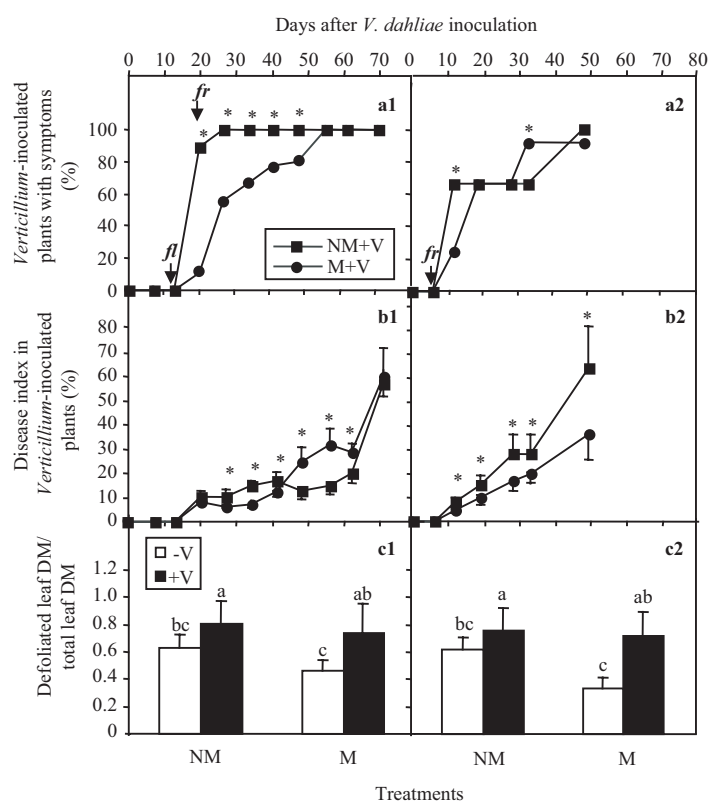 Days after V. dahliae inoculation
0 10 20 30 40 50 60 70 0 10 20 30 40 50 60 80
Verticillium-inoculated
plants with symptoms
(%)
100
80
60
40
20
0
fr
* * * * *
a1
fl
NM+V
M+V
* *
a2
fr
Disease index in
Verticillium-inoculated
plants (%)
80
70
60
50
40
30
20
10
0
b1
* * * * * *
b2
* * * * *
Defoliated leaf DM/
total leaf DM
1.2
1.0
0.8
0.6
0.4
0.2
0
-V
+V
c1
bc a c ab
c2
bc a c ab
NM M NM M
Treatments